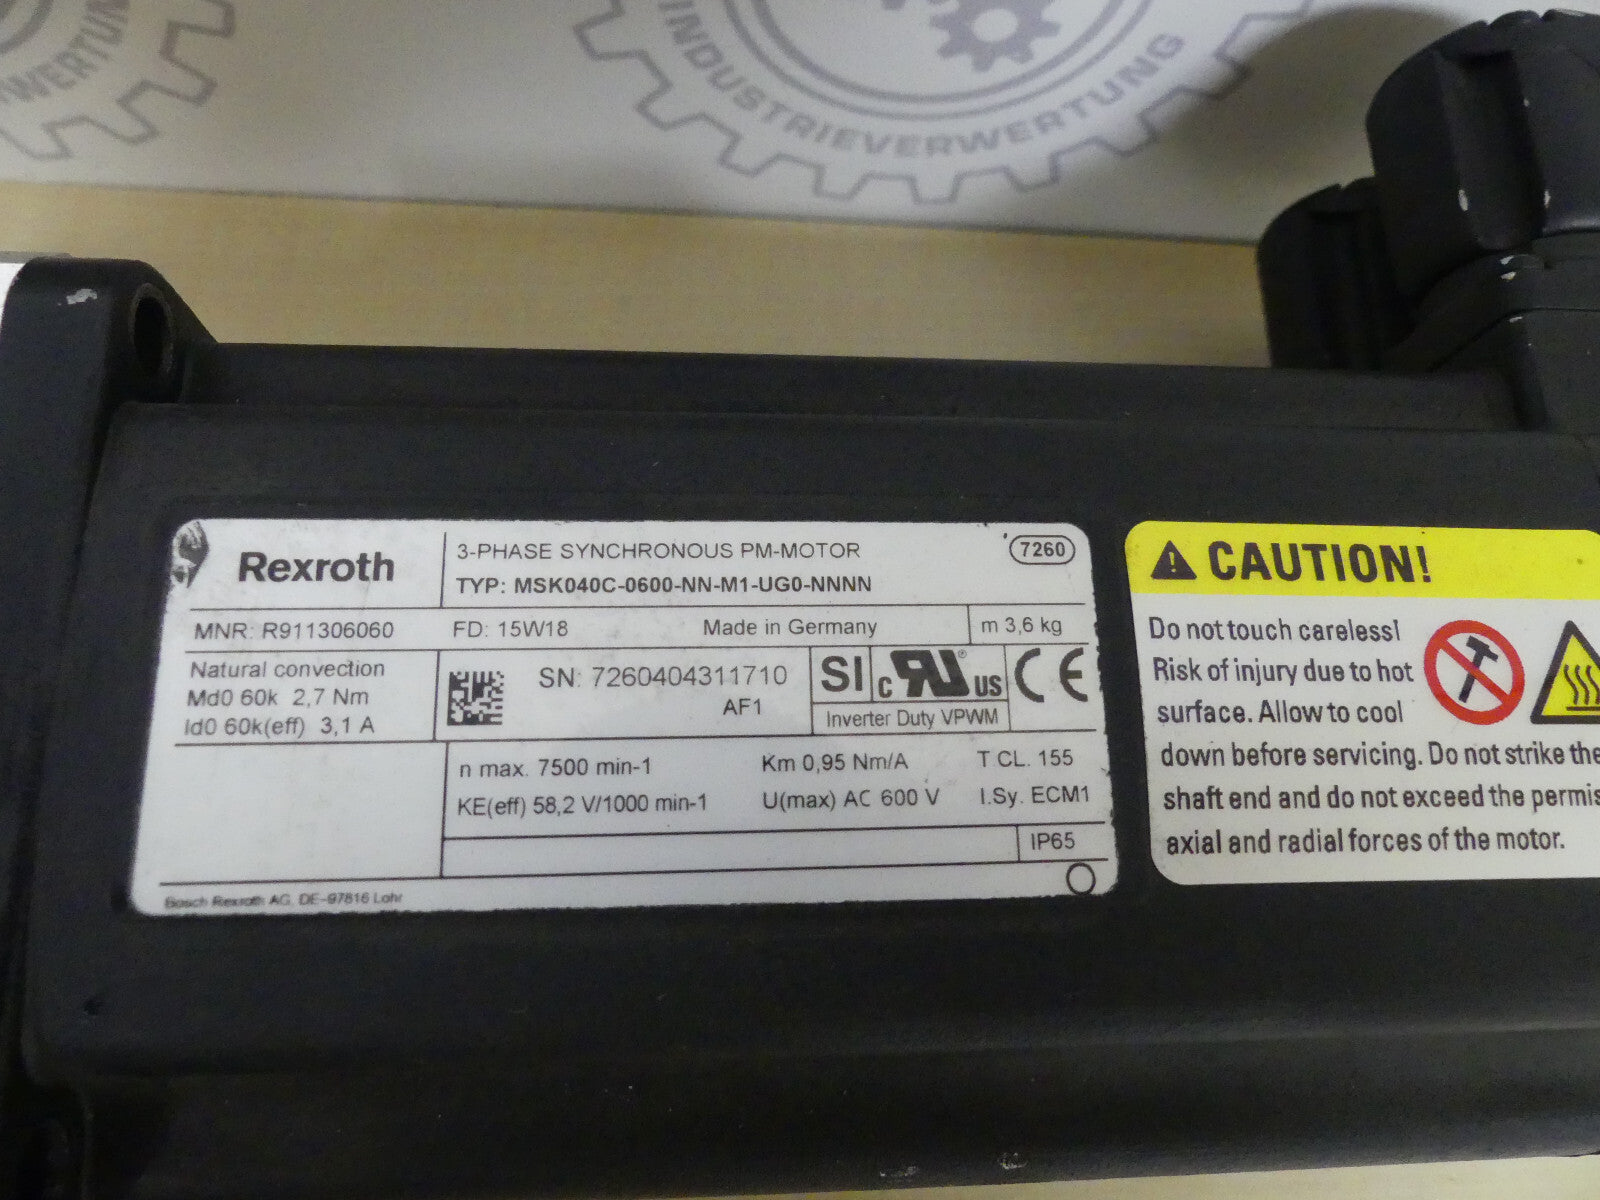 WERTUNG
INDUSTRIEVERWERTUNG
Rexroth
3-PHASE SYNCHRONOUS PM-MOTOR
7260
TYP: MSK040C-0600-NN-M1-UG0-NNNN
MNR: R911306060
FD: 15W18
Made in Germany
m 3,6 kg
Natural convection
Md0 60k 2,7 Nm
Id0 60k(eff) 3,1 A
SN: 7260404311710
AF1
SI
c RU® US
Inverter Duty VPWM
CE
n max. 7500 min-1
Km 0,95 Nm/A
T CL. 155
KE(eff) 58,2 V/1000 min-1
U(max) AC 600 V
I.Sy. ECM1
IP65
Bosch Rexroth AG. DE-97816 Lohr
CAUTION!
Do not touch careless!
Risk of injury due to hot
surface. Allow to cool
down before servicing. Do not strike the
shaft end and do not exceed the permis
axial and radial forces of the motor.